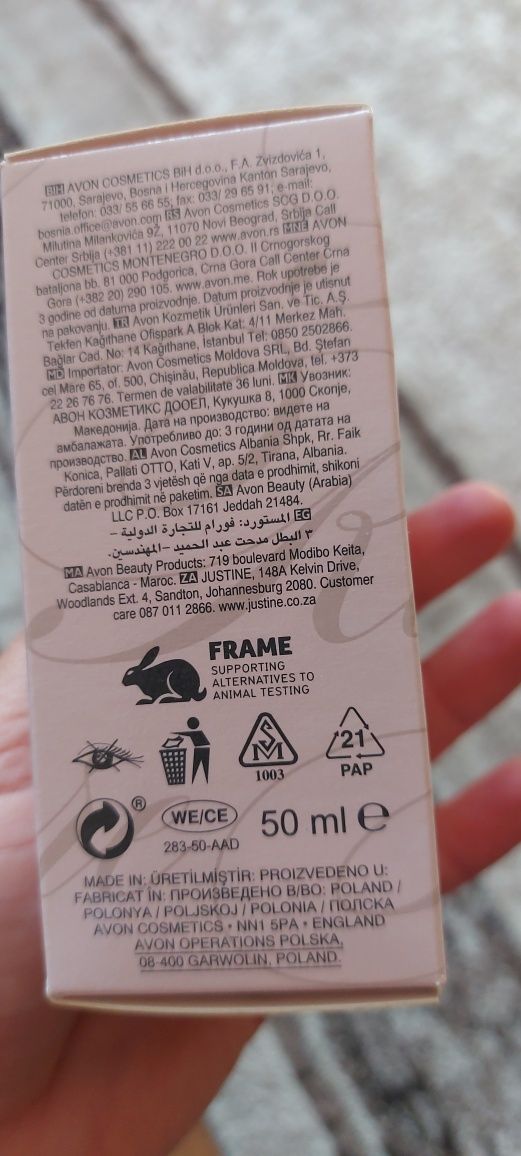 BIH AVON COSMETICS BiH d.o.o., F.A. Zvizdovića 1,
71000, Sarajevo, Bosna i Hercegovina Kanton Sarajevo,
telefon: 033/ 55 66 55; fax: 033/ 29 65 91; e-mail:
bosnia.office@avon.com RS Avon Cosmetics SCG D.O.O.
Milutina Milankovića 9Ž, 11070 Novi Beograd, Srbija Call
Center Srbija (+381 11) 222 00 22 www.avon.rs MNE AVON
COSMETICS MONTENEGRO D.O.O. II Crnogorskog
bataljona bb. 81 000 Podgorica, Crna Gora Call Center Crna
Gora (+382 20) 290 105. www.avon.me. Rok upotrebe je
3 godine od datuma proizvodnje. Datum proizvodnje je utisnut
na pakovanju. TR Avon Kozmetik Ürünleri San. ve Tic. A.Ş.
Tekfen Kağıthane Ofispark A Blok Kat: 4/11 Merkez Mah.
Bağlar Cad. No: 14 Kağıthane, İstanbul Tel: 0850 2502866.
MD Importator: Avon Cosmetics Moldova SRL, Bd. Ştefan
cel Mare 65, of. 500, Chişinău, Republica Moldova, tel. +373
22 26 76 76. Termen de valabilitate 36 luni. MK Увозник:
АВОН КОЗМЕТИКС ДООЕЛ, Кукушка 8, 1000 Скопје,
Македонија. Дата на производство: видете на
амбалажата. Употребливо до: 3 години од датата на
производство. AL Avon Cosmetics Albania Shpk, Rr. Faik
Konica, Pallati OTTO, Kati V, ap. 5/2, Tirana, Albania.
Përdoreni brenda 3 vjetësh që nga data e prodhimit, shikoni
datën e prodhimit në paketim. SA Avon Beauty (Arabia)
LLC P.O. Box 17161 Jeddah 21484.
EG المستورد: فورام للتجارة الدولية –
٣ البطل مدحت عبد الحميد –المهندسين.
MA Avon Beauty Products: 719 boulevard Modibo Keita,
Casablanca - Maroc. ZA JUSTINE, 148A Kelvin Drive,
Woodlands Ext. 4, Sandton, Johannesburg 2080. Customer
care 087 011 2866. www.justine.co.za
FRAME
SUPPORTING
ALTERNATIVES TO
ANIMAL TESTING
1003
21
PAP
®
WE/CE
283-50-AAD
50 ml e
MADE IN: ÜRETİLMİŞTİR: PROIZVEDENO U:
FABRICAT ÎN: ПРОИЗВЕДЕНО В/ВО: POLAND /
POLONYA / POLJSKOJ / POLONIA / ПОЛСКА
AVON COSMETICS • NN1 5PA • ENGLAND
AVON OPERATIONS POLSKA,
08-400 GARWOLIN, POLAND.